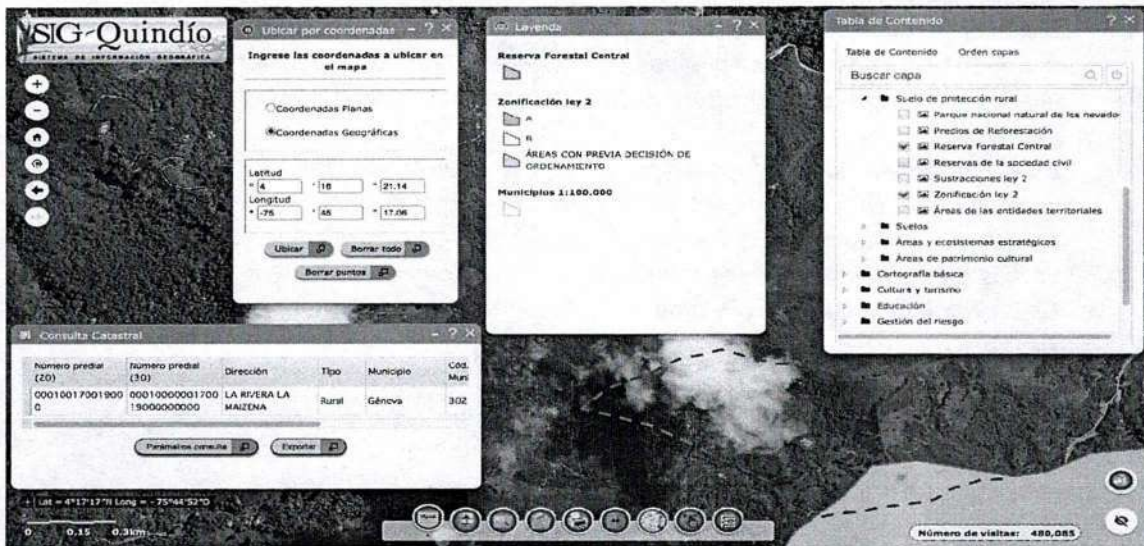 SIG-Quindío
SISTEMA DE INFORMACIÓN GEOGRÁFICA
Ubicar por coordenadas - ? X
Ingrese las coordenadas a ubicar en
el mapa
Coordenadas Planas
Coordenadas Geográficas
Latitud
° 4 ' 16 " 21.14
Longitud
° -75 ' 45 " 17.06
Ubicar Borrar todo
Borrar puntos
Leyenda - ? X
Reserva Forestal Central
Zonificación ley 2
A
B
ÁREAS CON PREVIA DECISIÓN DE
ORDENAMIENTO
Municipios 1:100.000
Tabla de Contenido ? X
Tabla de Contenido Orden capas
Buscar capa
Suelo de protección rural
Parque nacional natural de los nevado
Predios de Reforestación
Reserva Forestal Central
Reservas de la sociedad civil
Sustracciones ley 2
Zonificación ley 2
Áreas de las entidades territoriales
Suelos
Áreas y ecosistemas estratégicos
Áreas de patrimonio cultural
Cartografía básica
Cultura y turismo
Educación
Gestión del riesgo
Consulta Catastral - ? X
Número predial (20) Número predial (30) Dirección Tipo Municipio Cód. Muni
00010017001900 00010000001700 LA RIVERA LA Rural Génova 302
0 19000000000 MAIZENA
Parámetros consulta Exportar
Lat = 4°17'17"N Long = - 75°44'52"O
0 0,15 0.3km
Número de visitas: 480,085